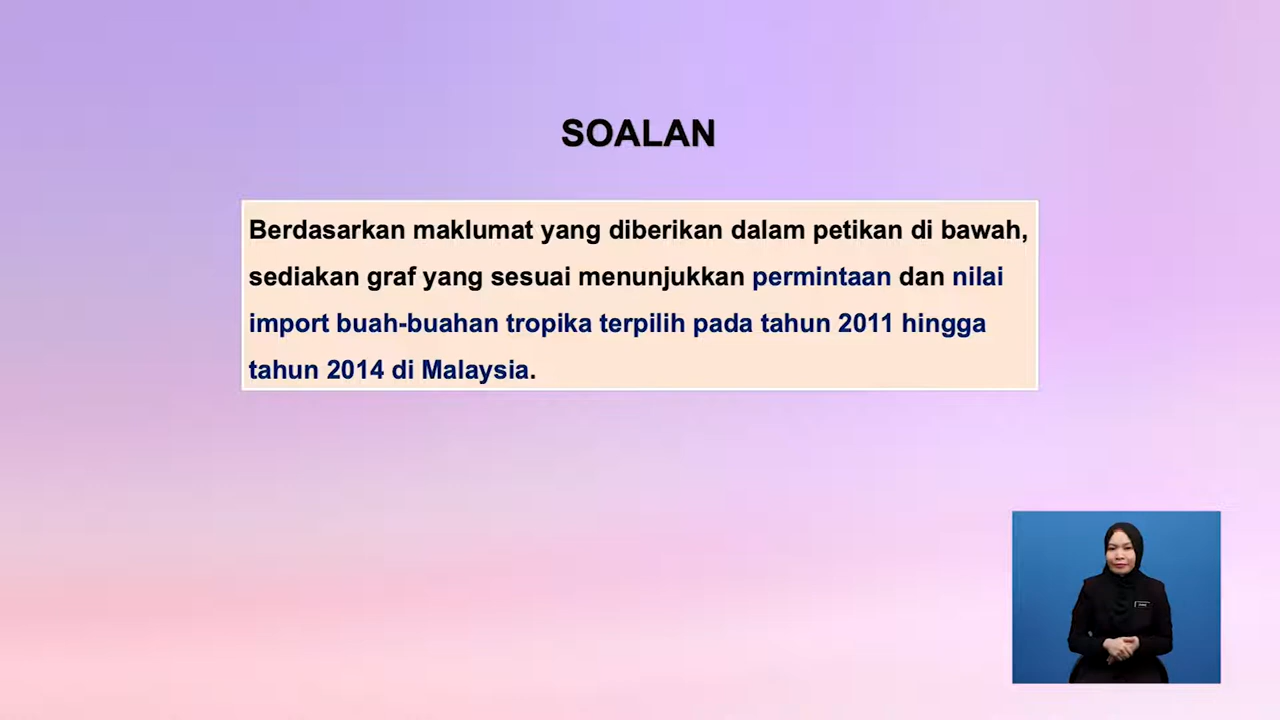 SOALAN
Berdasarkan maklumat yang diberikan dalam petikan di bawah,
sediakan graf yang sesuai menunjukkan permintaan dan nilai
import buah-buahan tropika terpilih pada tahun 2011 hingga
tahun 2014 di Malaysia.